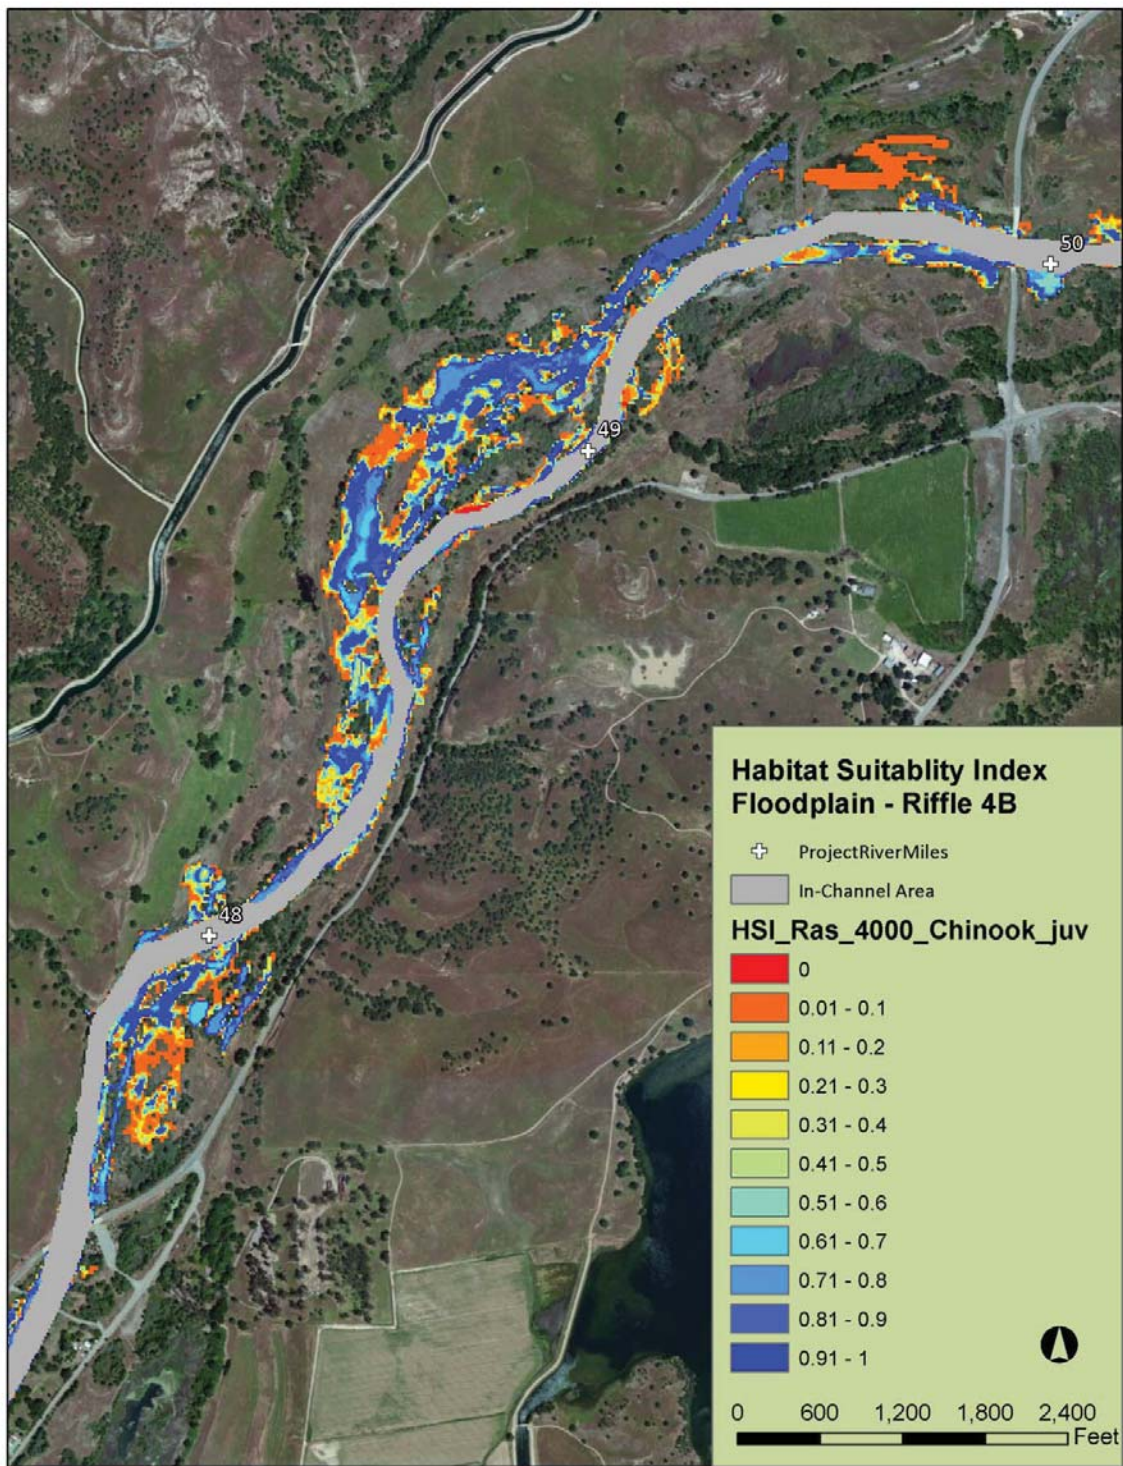 50
49
48
Habitat Suitablity Index
Floodplain - Riffle 4B
ProjectRiverMiles
In-Channel Area
HSI_Ras_4000_Chinook_juv
0
0.01 - 0.1
0.11 - 0.2
0.21 - 0.3
0.31 - 0.4
0.41 - 0.5
0.51 - 0.6
0.61 - 0.7
0.71 - 0.8
0.81 - 0.9
0.91 - 1
0 600 1,200 1,800 2,400
Feet